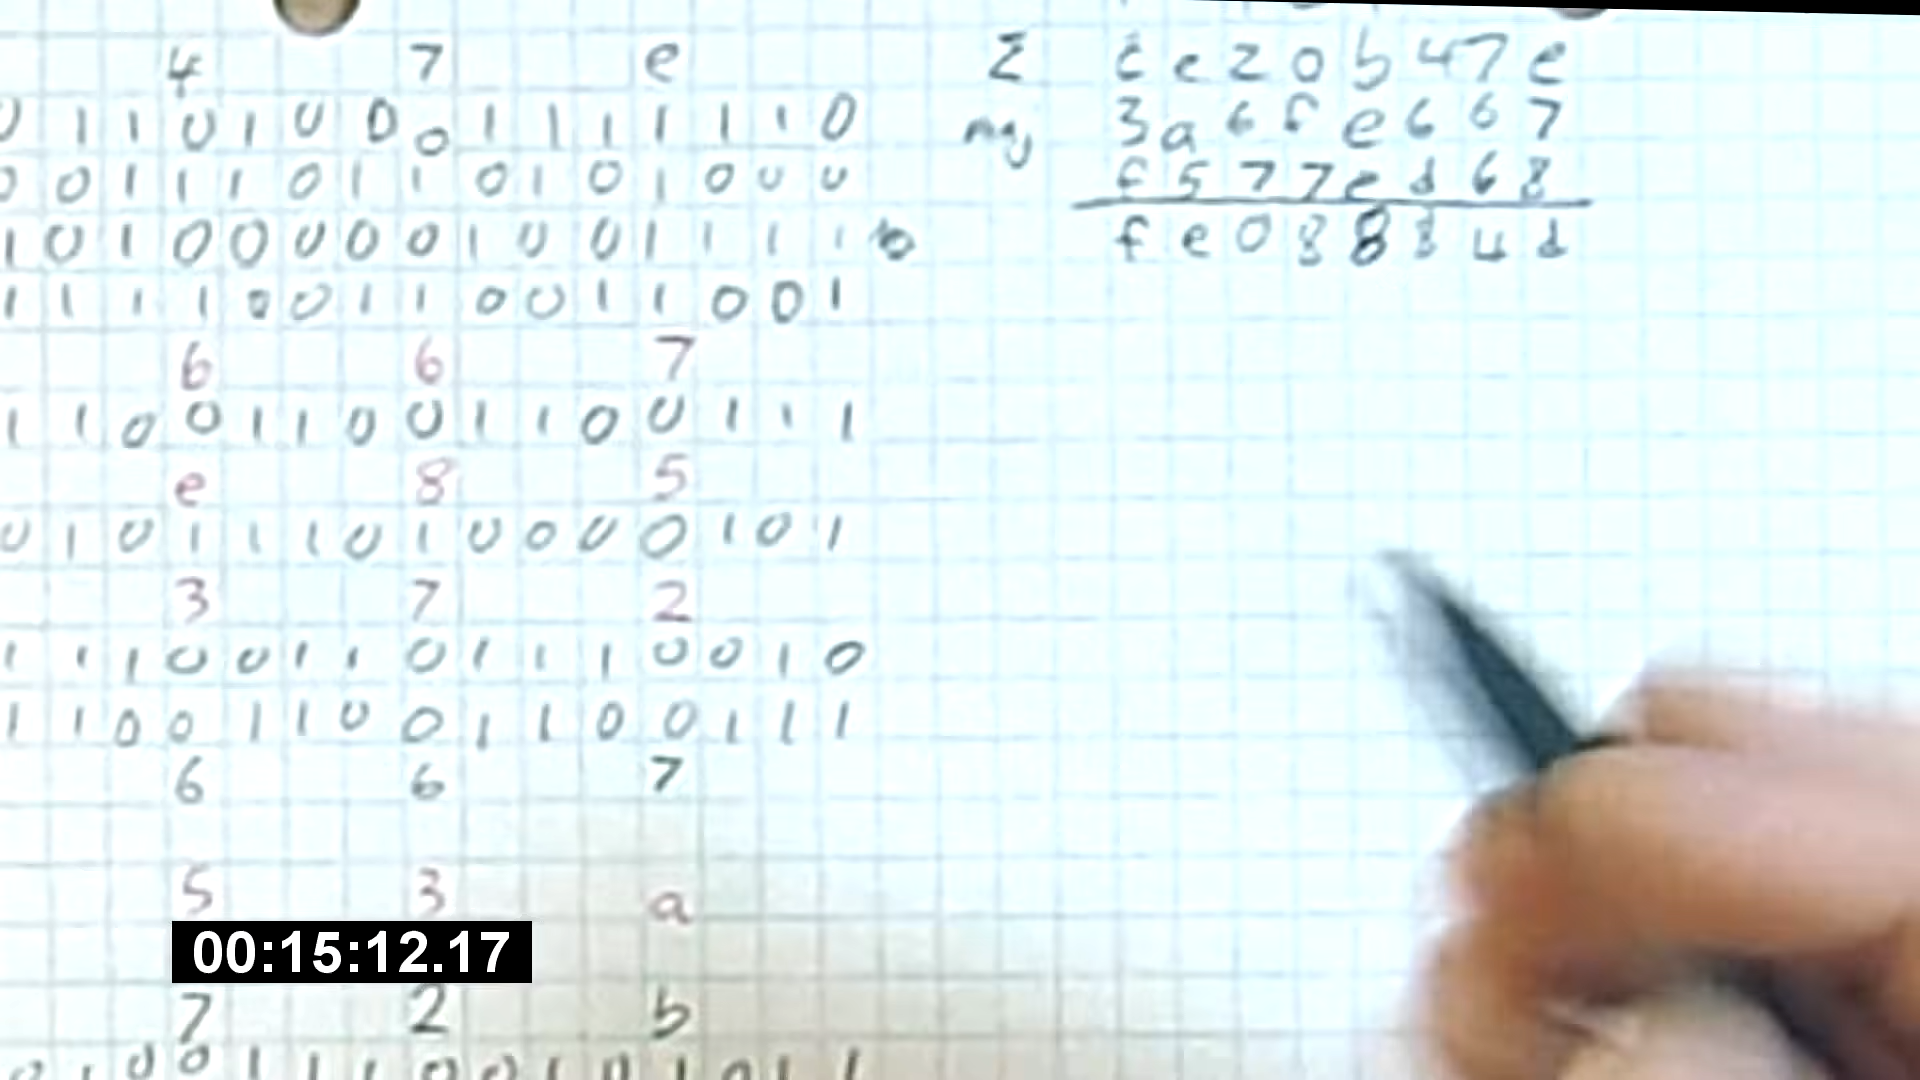 4 7 e
0 1 1 0 1 0 0 0 1 1 1 1 1 1 0
0 0 1 1 1 0 1 1 0 1 0 1 0 0 0
1 0 1 0 0 0 0 0 1 0 0 1 1 1 1
1 1 1 1 0 0 1 1 0 0 1 1 0 0 1
6 6 7
1 1 0 0 1 1 0 0 1 1 0 0 1 1 1
e 8 5
0 1 0 1 1 1 0 1 0 0 0 0 1 0 1
3 7 2
1 1 1 0 0 1 1 0 1 1 1 0 0 1 0
1 1 0 0 1 1 0 0 1 1 0 0 1 1 1
6 6 7
5 3 a
00:15:12.17
7 2 b
Σ c e 2 0 b 4 7 e
maj 3 a 6 f e 6 6 7
f 5 7 7 e d 6 8
f e 0 8 8 3 4 d